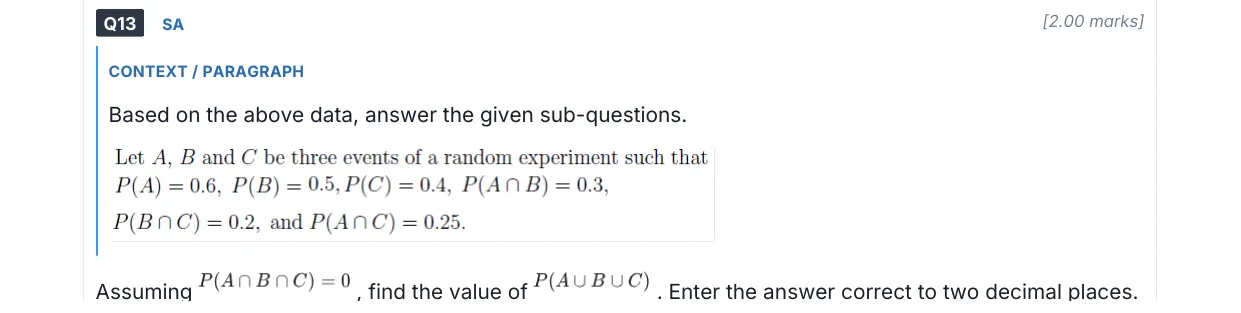 Q13 SA [2.00 marks]
CONTEXT / PARAGRAPH
Based on the above data, answer the given sub-questions.
Let A, B and C be three events of a random experiment such that
P(A) = 0.6, P(B) = 0.5, P(C) = 0.4, P(A ∩ B) = 0.3,
P(B ∩ C) = 0.2, and P(A ∩ C) = 0.25.
Assuming P(A ∩ B ∩ C) = 0 , find the value of P(A ∪ B ∪ C) . Enter the answer correct to two decimal places.